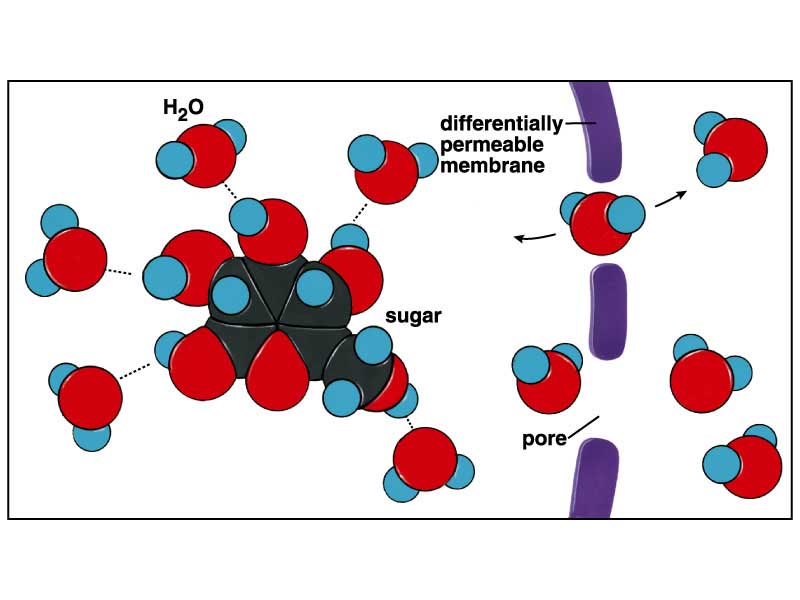 H₂O
differentially
permeable
membrane
sugar
pore